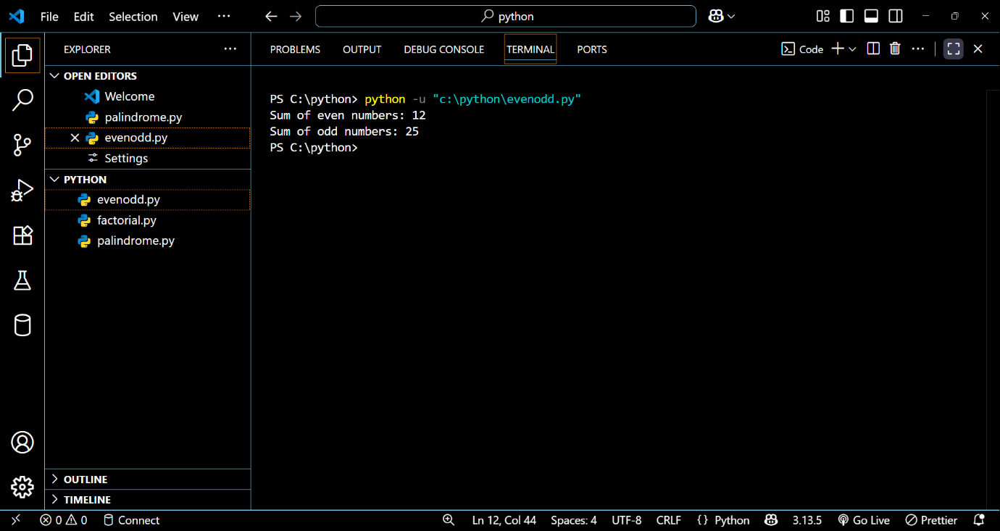 File Edit Selection View ··· python
EXPLORER ···
OPEN EDITORS
Welcome
palindrome.py
evenodd.py
Settings
PYTHON
evenodd.py
factorial.py
palindrome.py
OUTLINE
TIMELINE
PROBLEMS OUTPUT DEBUG CONSOLE TERMINAL PORTS Code ···
PS C:\python> python -u "c:\python\evenodd.py"
Sum of even numbers: 12
Sum of odd numbers: 25
PS C:\python>
0 0 Connect Ln 12, Col 44 Spaces: 4 UTF-8 CRLF {} Python 3.13.5 Go Live Prettier